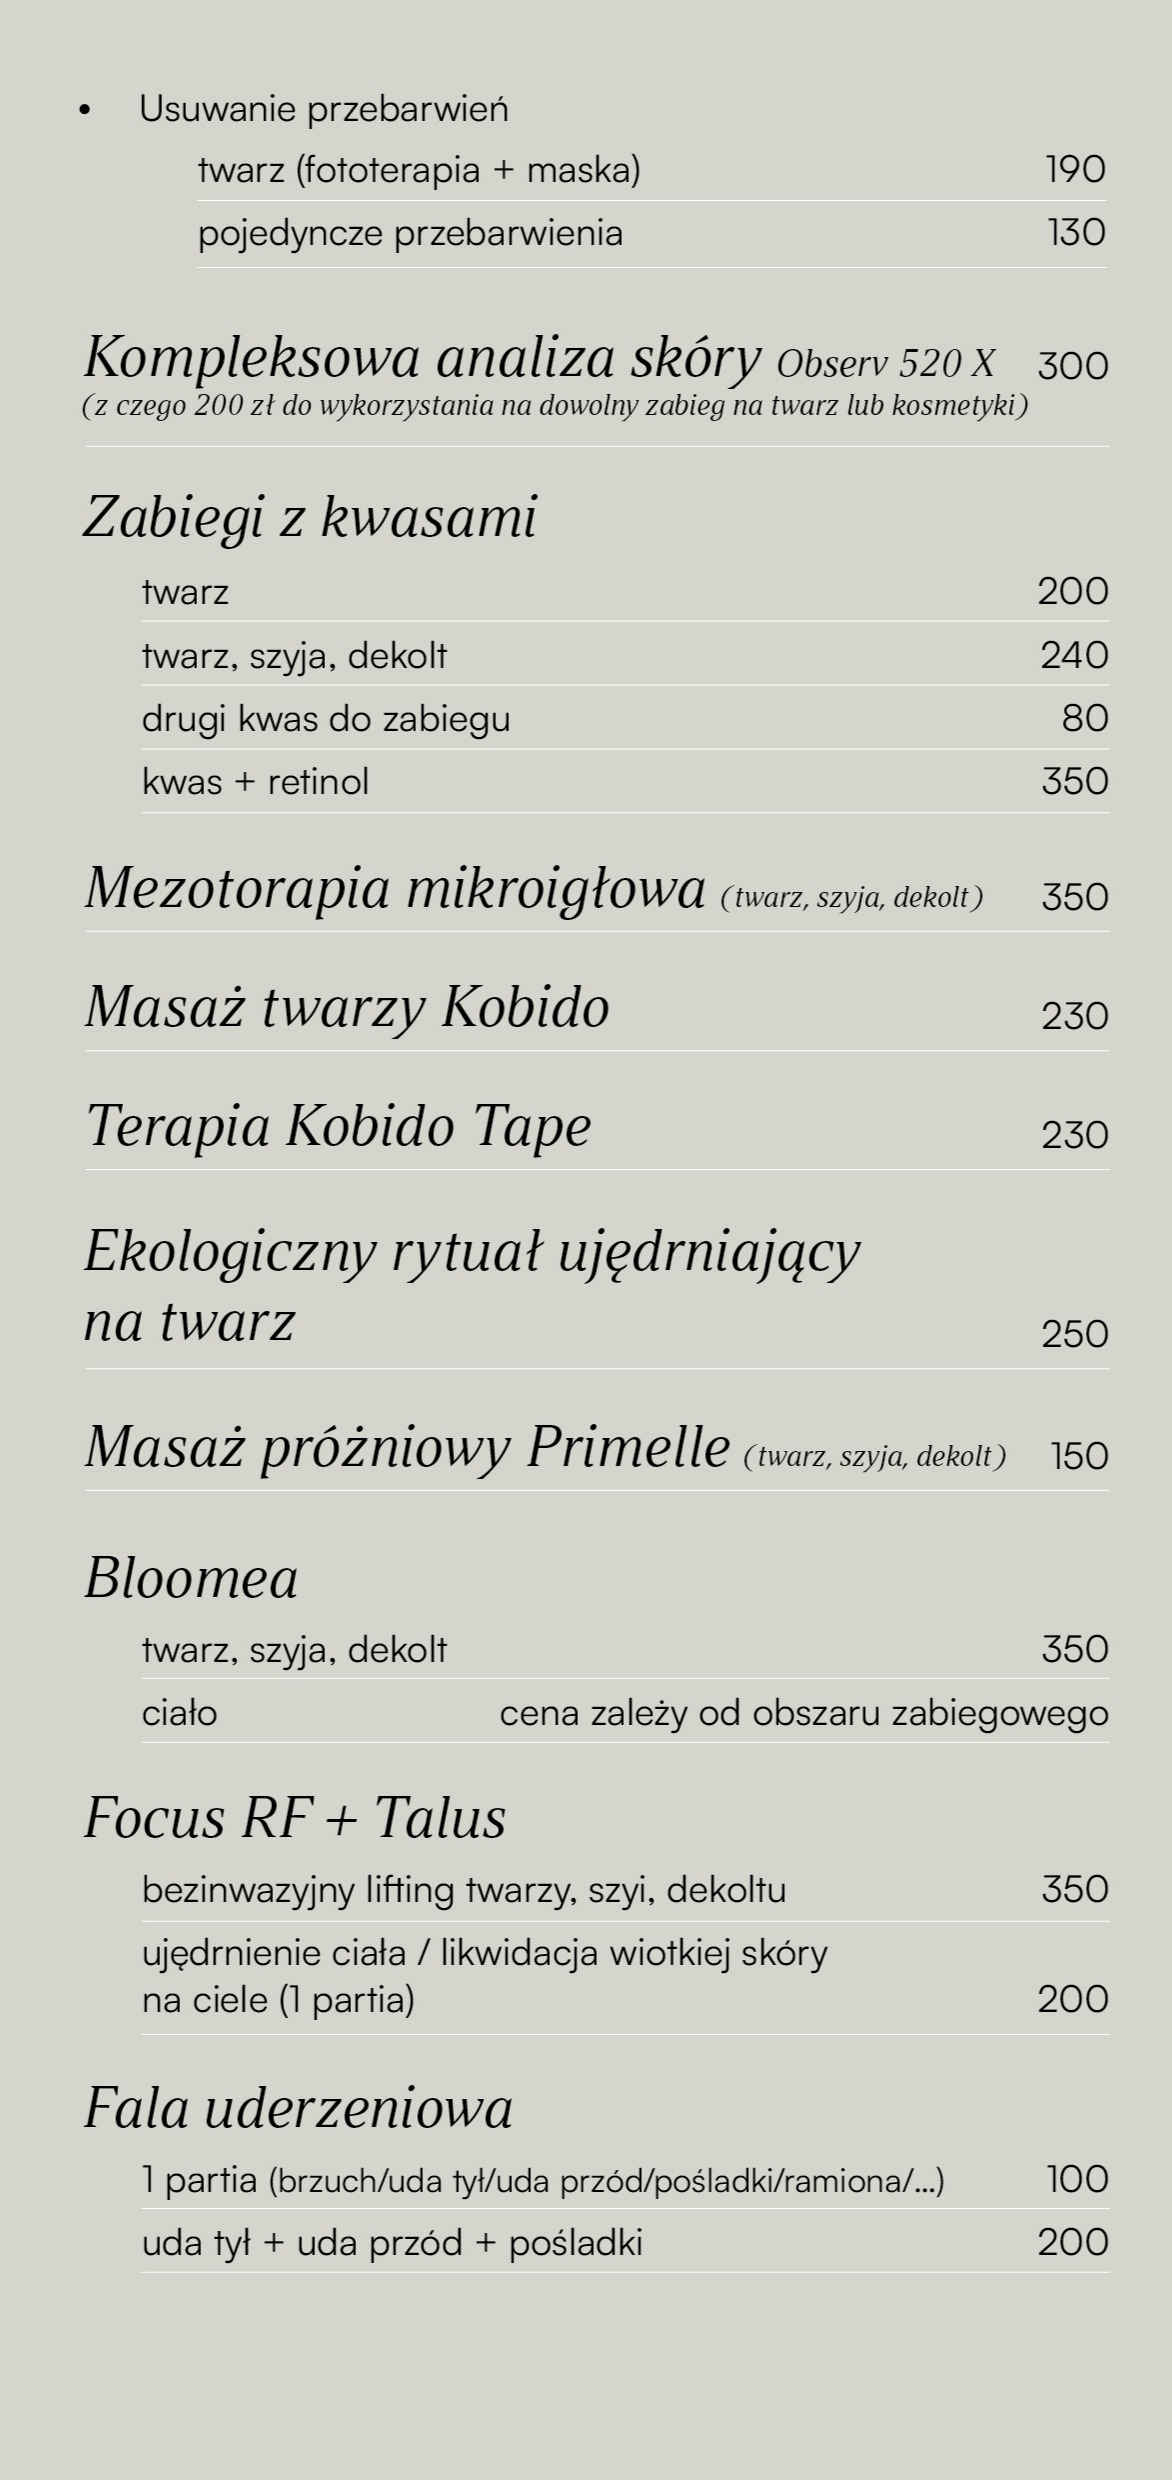 • Usuwanie przebarwień
twarz (fototerapia + maska) 190
pojedyncze przebarwienia 130
Kompleksowa analiza skóry Observ 520 X 300
(z czego 200 zł do wykorzystania na dowolny zabieg na twarz lub kosmetyki)
Zabiegi z kwasami
twarz 200
twarz, szyja, dekolt 240
drugi kwas do zabiegu 80
kwas + retinol 350
Mezotorapia mikroigłowa (twarz, szyja, dekolt) 350
Masaż twarzy Kobido 230
Terapia Kobido Tape 230
Ekologiczny rytuał ujędrniający
na twarz 250
Masaż próżniowy Primelle (twarz, szyja, dekolt) 150
Bloomea
twarz, szyja, dekolt 350
ciało cena zależy od obszaru zabiegowego
Focus RF + Talus
bezinwazyjny lifting twarzy, szyi, dekoltu 350
ujędrnienie ciała / likwidacja wiotkiej skóry
na ciele (1 partia) 200
Fala uderzeniowa
1 partia (brzuch/uda tył/uda przód/pośladki/ramiona/...) 100
uda tył + uda przód + pośladki 200